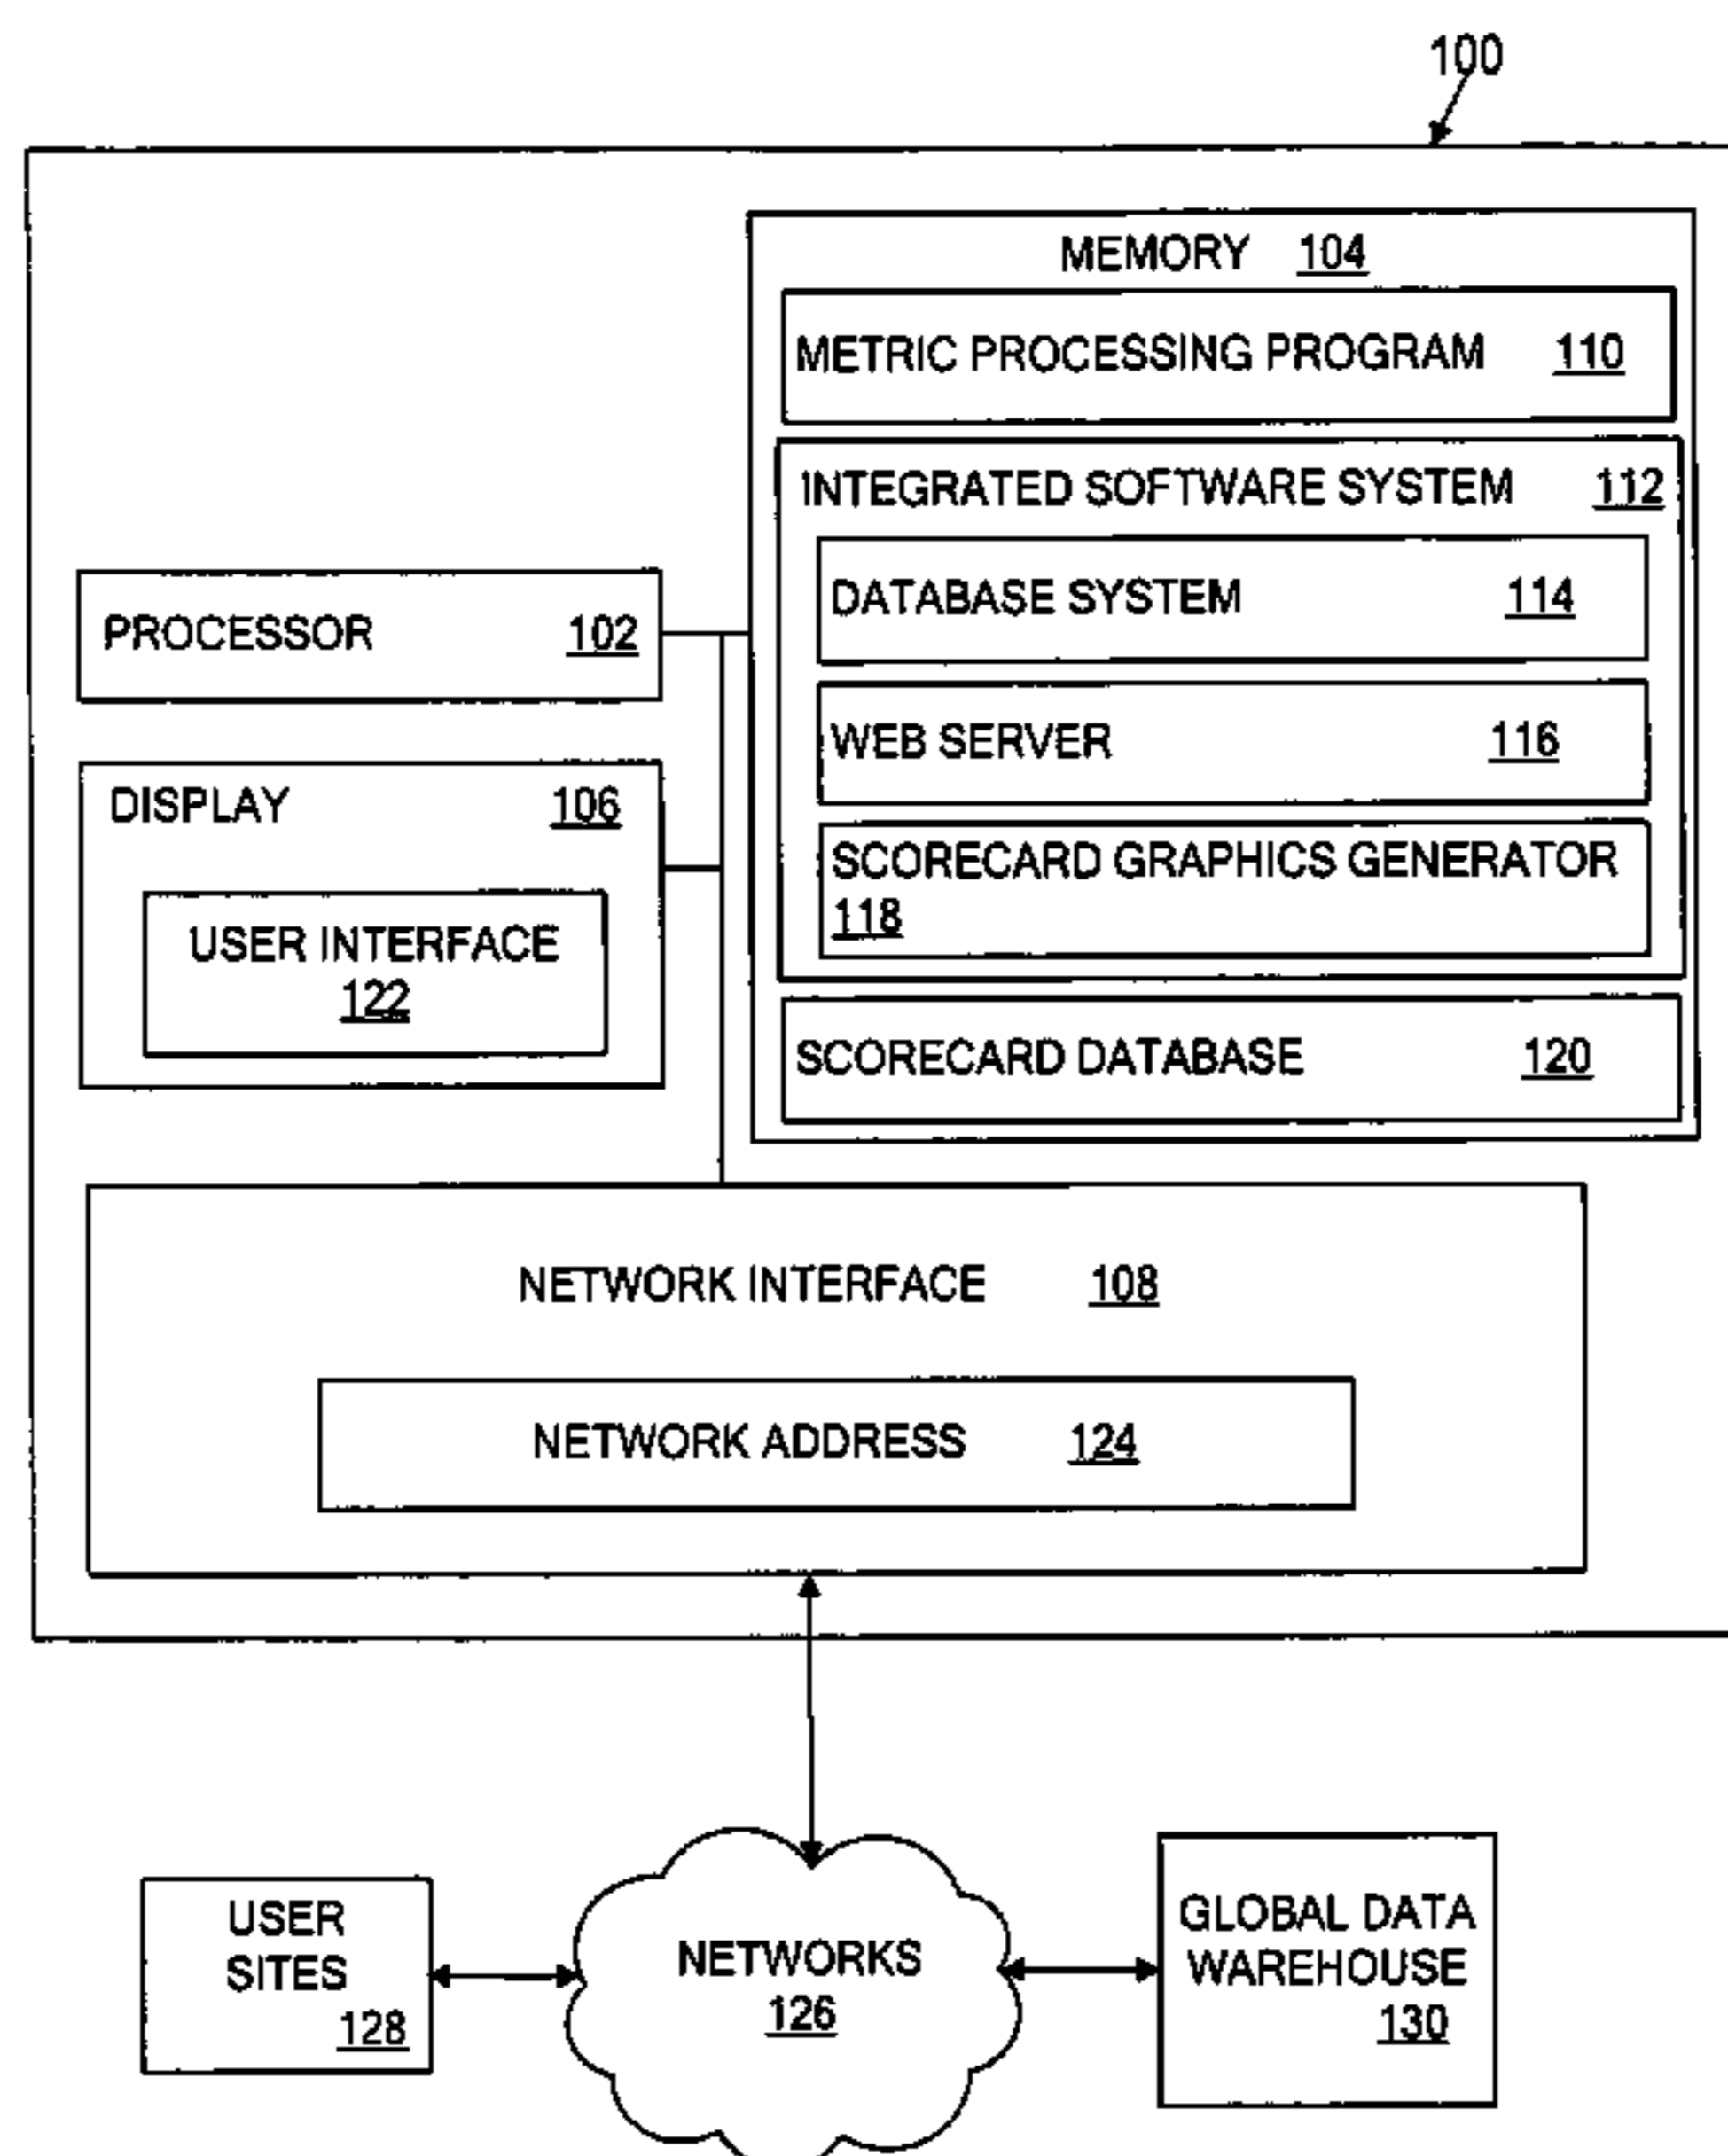 100
MEMORY 104
METRIC PROCESSING PROGRAM 110
INTEGRATED SOFTWARE SYSTEM 112
DATABASE SYSTEM 114
WEB SERVER 116
SCORECARD GRAPHICS GENERATOR
118
SCORECARD DATABASE 120
PROCESSOR 102
DISPLAY 106
USER INTERFACE
122
NETWORK INTERFACE 108
NETWORK ADDRESS 124
USER
SITES
128
NETWORKS
126
GLOBAL DATA
WAREHOUSE
130